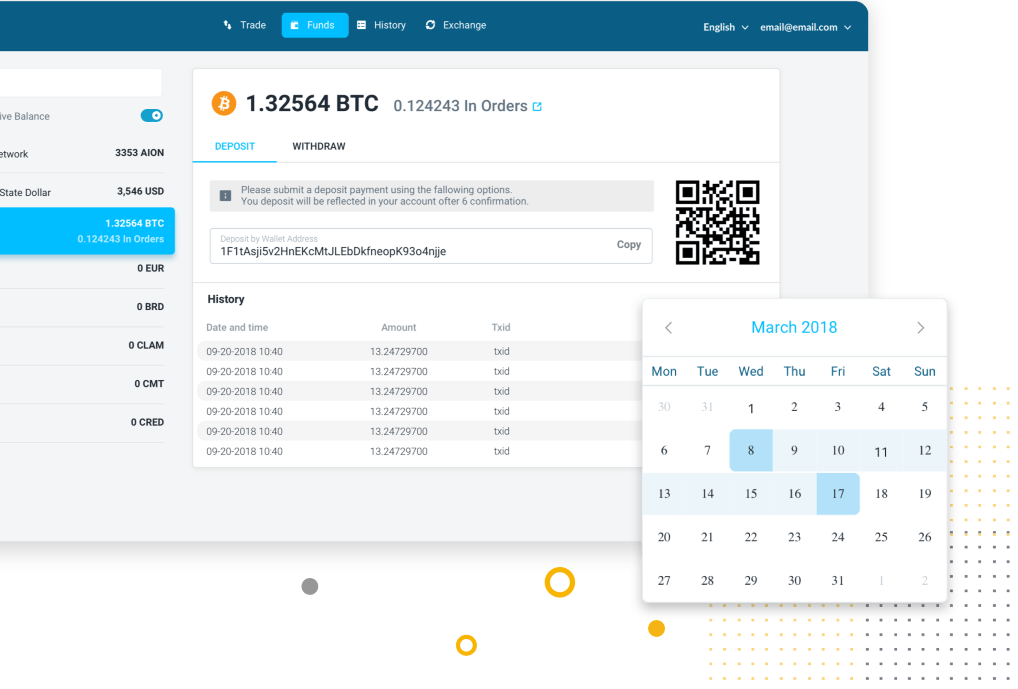 Trade Funds History Exchange English email@email.com
ive Balance
etwork 3353 AION
State Dollar 3,546 USD
1.32564 BTC
0.124243 In Orders
0 EUR
0 BRD
0 CLAM
0 CMT
0 CRED
1.32564 BTC 0.124243 In Orders
DEPOSIT WITHDRAW
Please submit a deposit payment using the fallowing options.
You deposit will be reflected in your account ofter 6 confirmation.
Deposit by Wallet Address
1F1tAsji5v2HnEKcMtJLEbDkfneopK93o4njje Copy
History
Date and time Amount Txid
09-20-2018 10:40 13.24729700 txid
09-20-2018 10:40 13.24729700 txid
09-20-2018 10:40 13.24729700 txid
09-20-2018 10:40 13.24729700 txid
09-20-2018 10:40 13.24729700 txid
09-20-2018 10:40 13.24729700 txid
March 2018
Mon Tue Wed Thu Fri Sat Sun
30 31 1 2 3 4 5
6 7 8 9 10 11 12
13 14 15 16 17 18 19
20 21 22 23 24 25 26
27 28 29 30 31 1 2